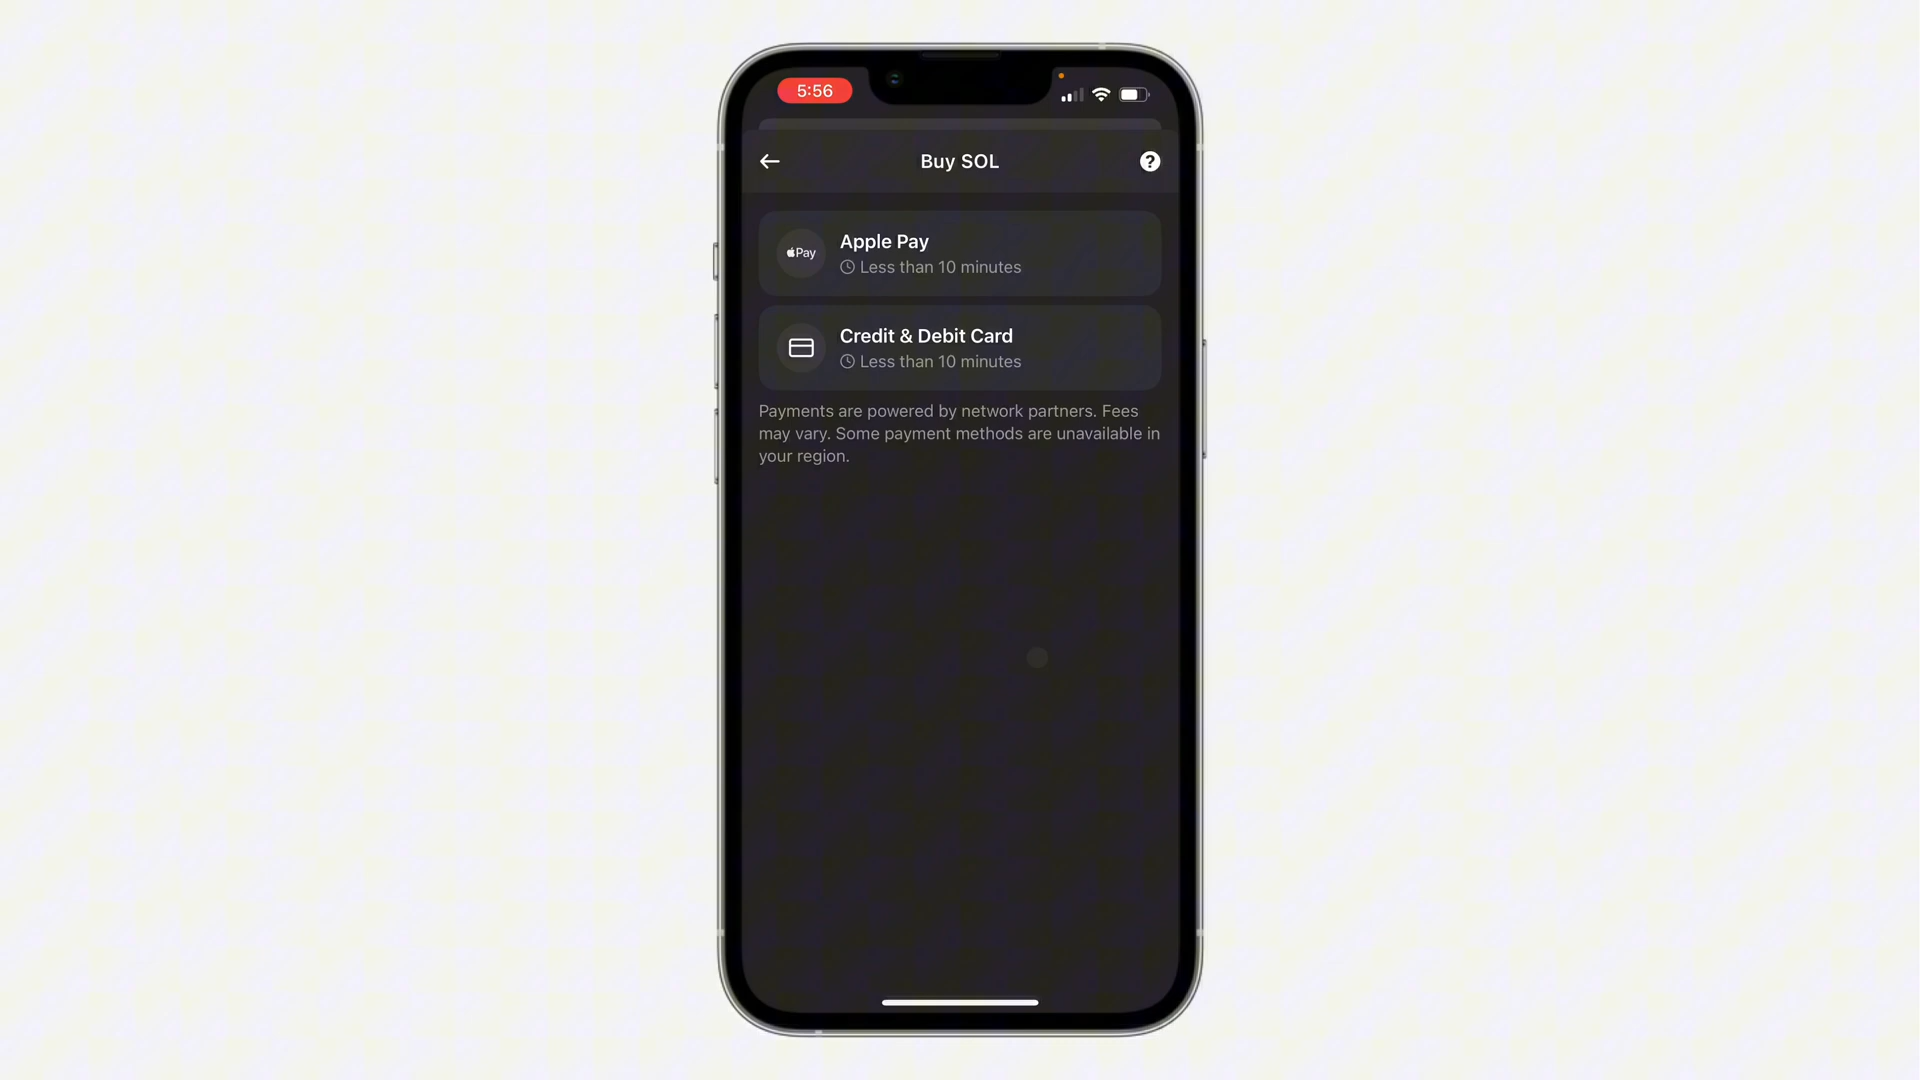 5:56
Buy SOL
?
Pay
Apple Pay
Less than 10 minutes
Credit & Debit Card
Less than 10 minutes
Payments are powered by network partners. Fees
may vary. Some payment methods are unavailable in
your region.